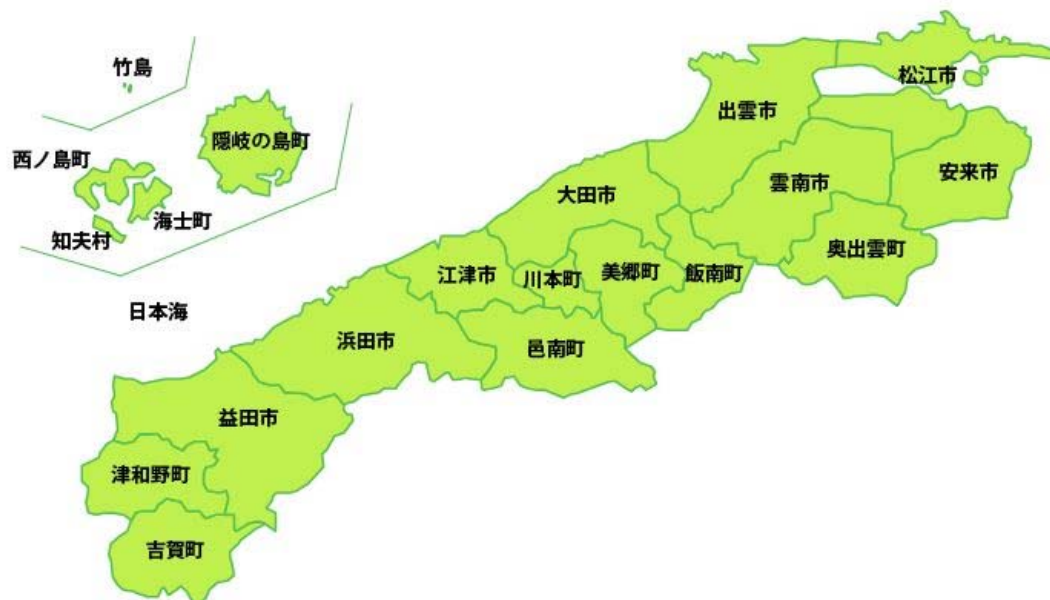 竹島
隠岐の島町
西ノ島町
海士町
知夫村
日本海
松江市
出雲市
安来市
雲南市
大田市
奥出雲町
飯南町
美郷町
川本町
江津市
浜田市
邑南町
益田市
津和野町
吉賀町